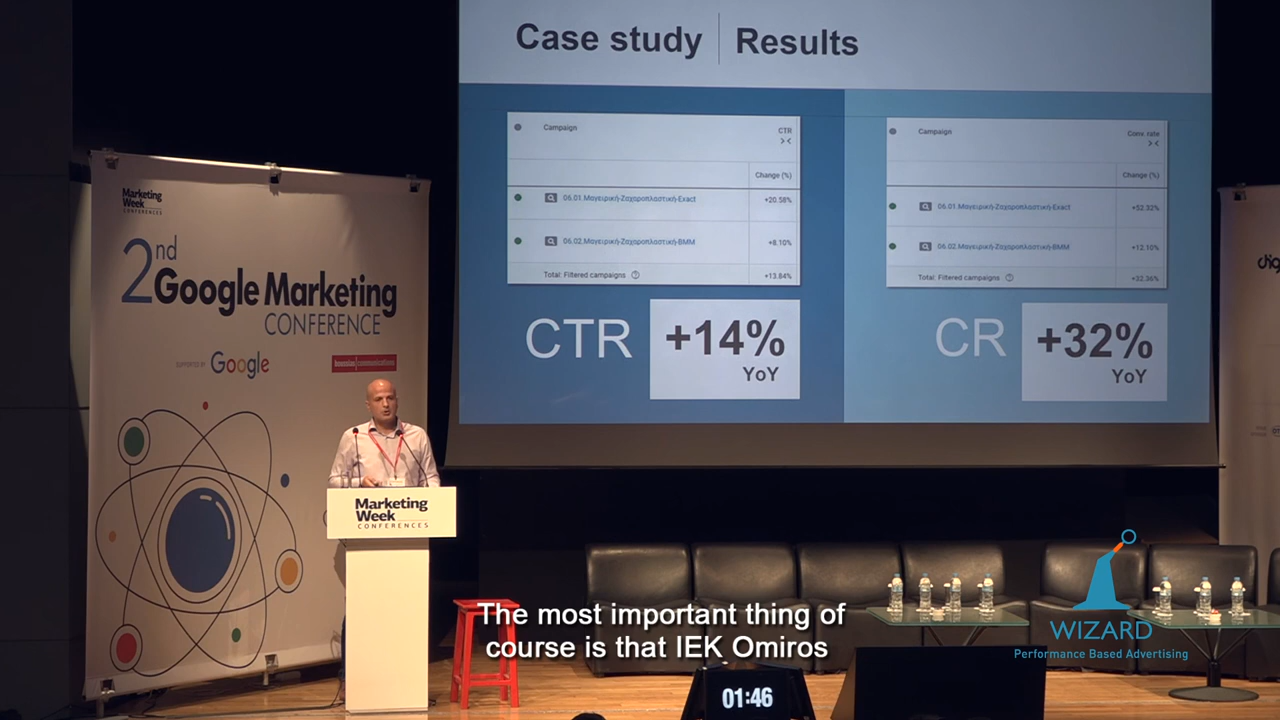 Case study
Results
Campaign
CTR
> <
Change (%)
06.01.Μαγειρική-Ζαχαροπλαστική-Exact
+20.58%
06.02.Μαγειρική-Ζαχαροπλαστική-BMM
+8.10%
Total: Filtered campaigns
+13.84%
CTR
+14%
YoY
Campaign
Conv. rate
> <
Change (%)
06.01.Μαγειρική-Ζαχαροπλαστική-Exact
+52.32%
06.02.Μαγειρική-Ζαχαροπλαστική-BMM
+12.10%
Total: Filtered campaigns
+32.36%
CR
+32%
YoY
Marketing
Week
CONFERENCES
2nd
Google Marketing
CONFERENCE
SUPPORTED BY Google
boussias communications
Marketing
Week
CONFERENCES
The most important thing of
course is that IEK Omiros
01:46
WIZARD
Performance Based Advertising